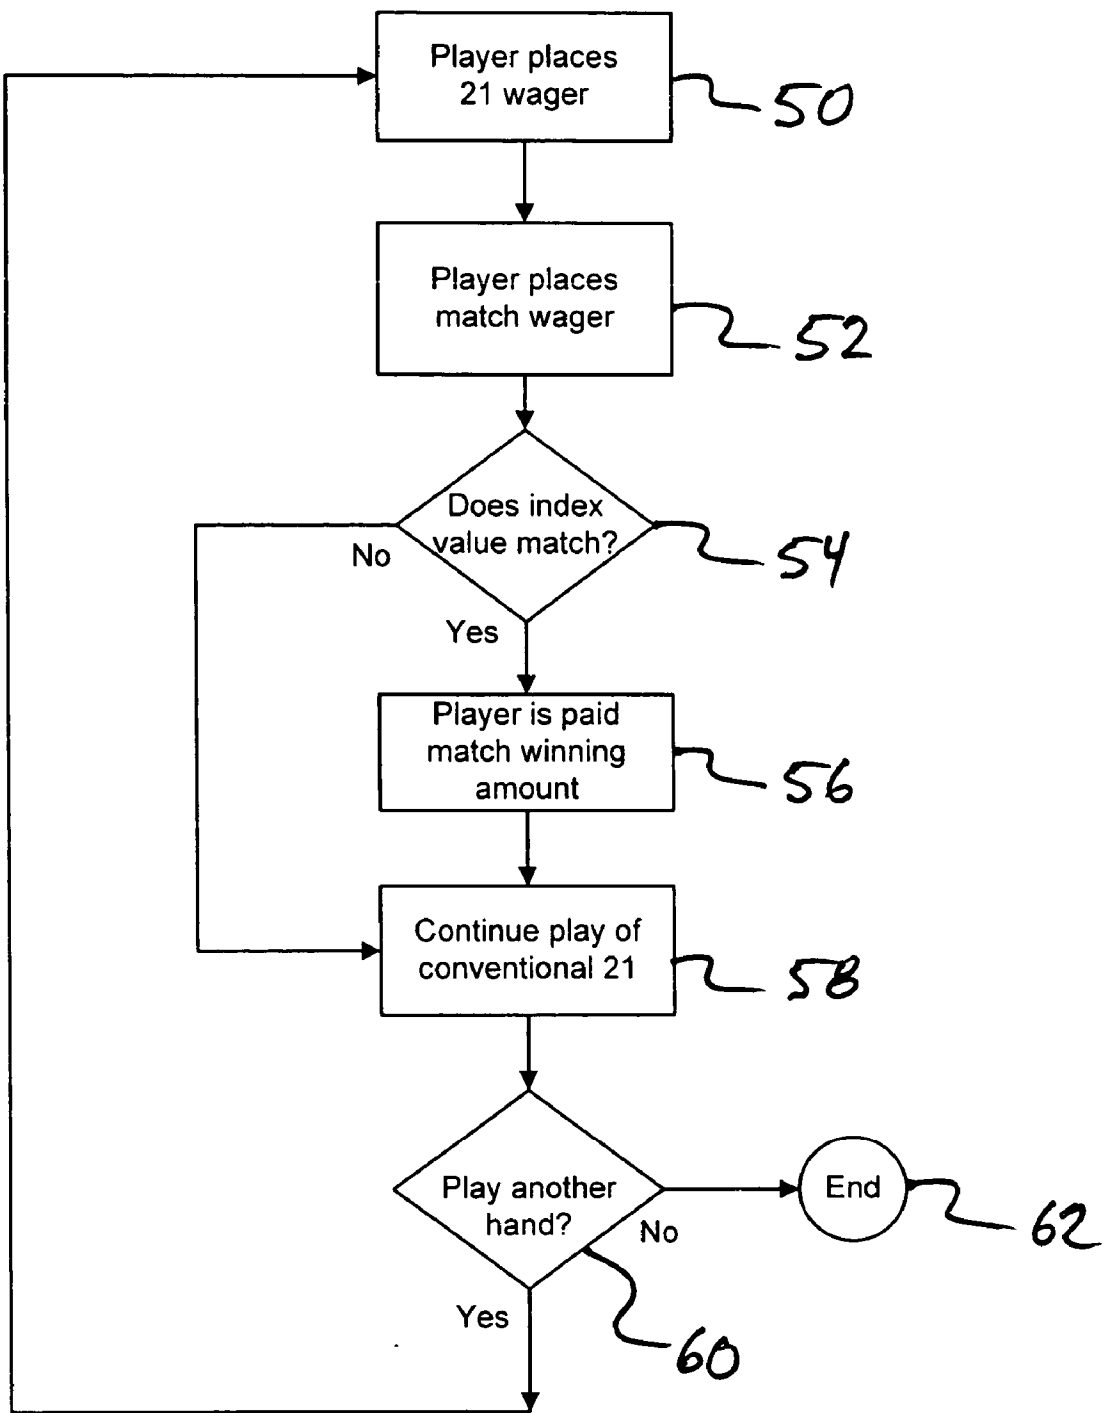 Player places
21 wager
50
Player places
match wager
52
Does index
value match?
54
No
Yes
Player is paid
match winning
amount
56
Continue play of
conventional 21
58
Play another
hand?
No
End
62
Yes
60